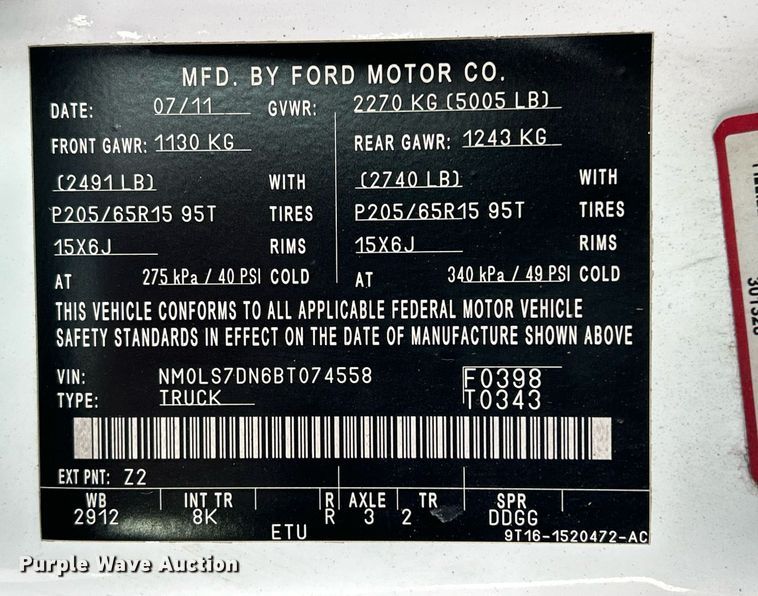 MFD. BY FORD MOTOR CO.
DATE: 07/11 GVWR: 2270 KG (5005 LB)
FRONT GAWR: 1130 KG REAR GAWR: 1243 KG
(2491 LB) WITH (2740 LB) WITH
P205/65R15 95T TIRES P205/65R15 95T TIRES
15X6J RIMS 15X6J RIMS
AT 275 kPa / 40 PSI COLD AT 340 kPa / 49 PSI COLD
THIS VEHICLE CONFORMS TO ALL APPLICABLE FEDERAL MOTOR VEHICLE
SAFETY STANDARDS IN EFFECT ON THE DATE OF MANUFACTURE SHOWN ABOVE
VIN: NM0LS7DN6BT074558 F0398
TYPE: TRUCK T0343
EXT PNT: Z2
WB INT TR R AXLE TR SPR
2912 8K R 3 2 DDGG
ETU 9T16-1520472-AC
Purple Wave Auction